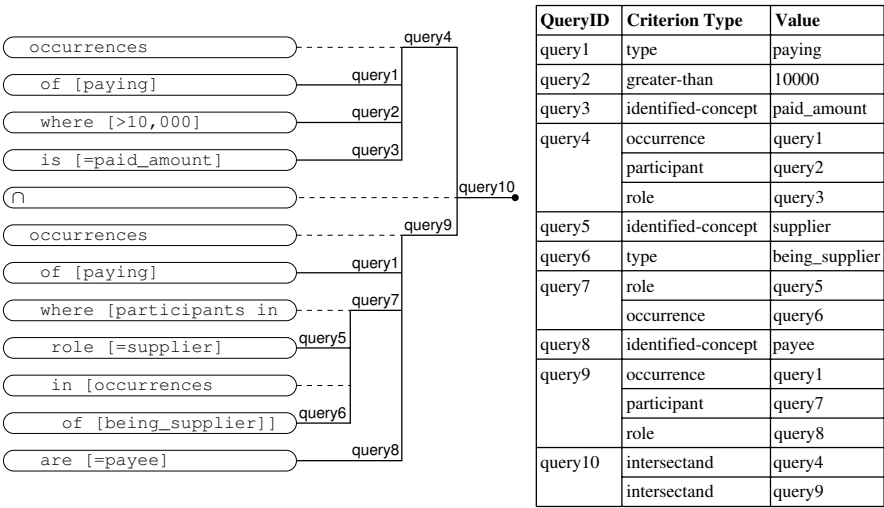 occurrences
query4
of [paying]
query1
where [>10,000]
query2
is [=paid_amount]
query3
∩
query10
occurrences
query9
of [paying]
query1
where [participants in
query7
role [=supplier]
query5
in [occurrences
of [being_supplier]]
query6
are [=payee]
query8
QueryID Criterion Type Value
query1 type paying
query2 greater-than 10000
query3 identified-concept paid_amount
query4 occurrence query1
participant query2
role query3
query5 identified-concept supplier
query6 type being_supplier
query7 role query5
occurrence query6
query8 identified-concept payee
query9 occurrence query1
participant query7
role query8
query10 intersectand query4
intersectand query9